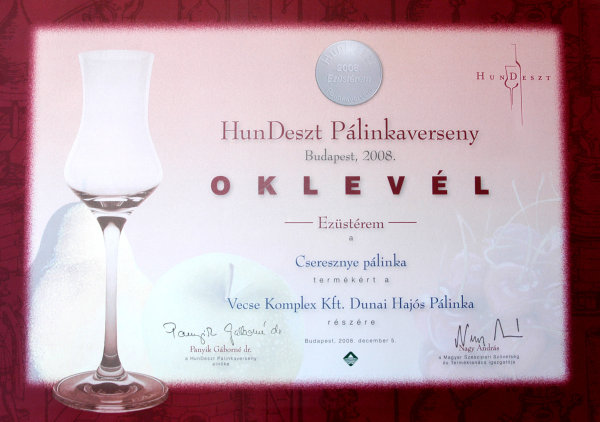 HunDeszt
2008
Ezüstérem
HUNDESZT
HunDeszt Pálinkaverseny
Budapest, 2008.
OKLEVÉL
Ezüstérem
a
Cseresznye pálinka
termékért a
Vecse Komplex Kft. Dunai Hajós Pálinka
részére
Budapest, 2008. december 5.
Panyik Gáborné dr.
a HunDeszt Pálinkaverseny
elnöke
Nagy András
a Magyar Szeszipari Szövetség
és Terméktanács igazgatója